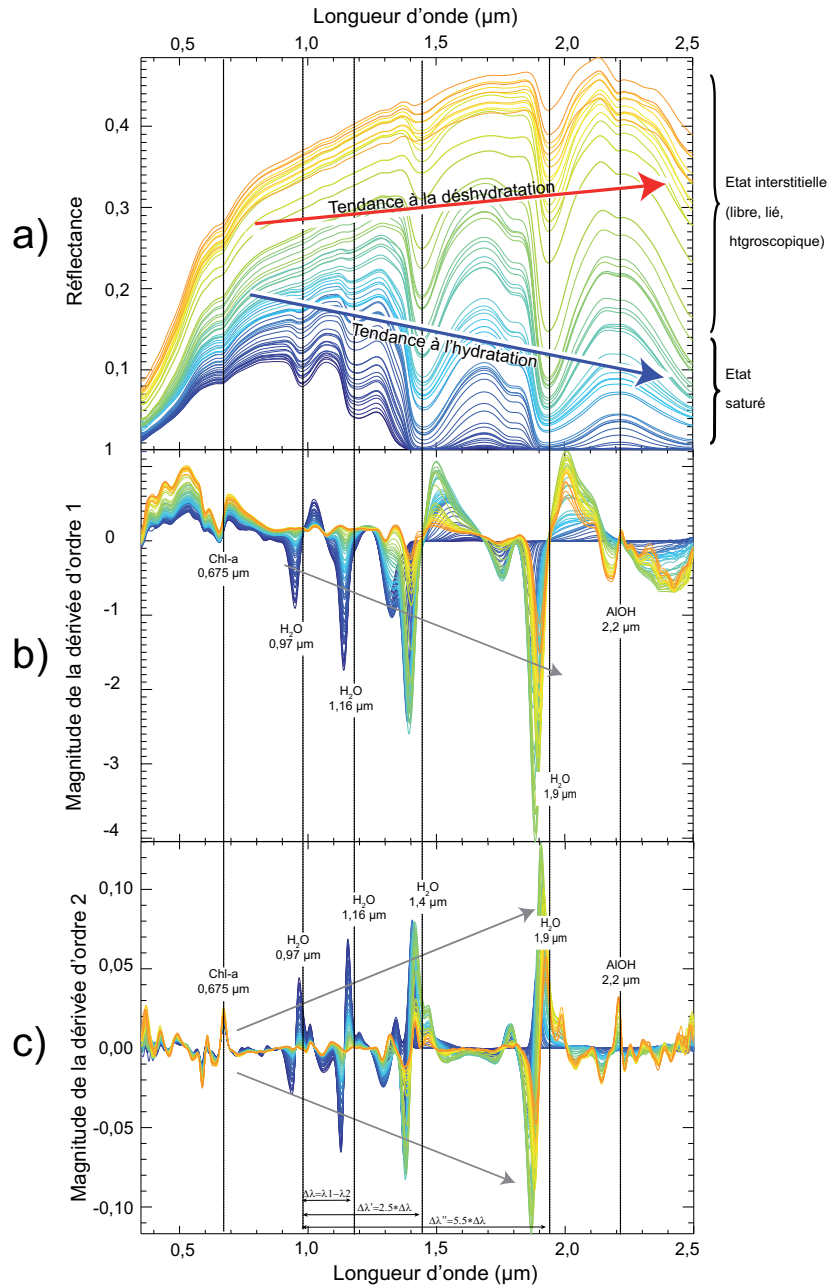 Longueur d'onde (µm)
0,5 1,0 1,5 2,0 2,5
a)
Réflectance
0,4
0,3
0,2
0,1
Tendance à la déshydratation
Tendance à l'hydratation
Etat interstitielle
(libre, lié,
htgroscopique)
Etat
saturé
b)
Magnitude de la dérivée d'ordre 1
1
0
-1
-2
-3
-4
Chl-a
0,675 µm
H2O
0,97 µm
H2O
1,16 µm
H2O
1,9 µm
AlOH
2,2 µm
c)
Magnitude de la dérivée d'ordre 2
0,10
0,05
0,00
-0,05
-0,10
Chl-a
0,675 µm
H2O
0,97 µm
H2O
1,16 µm
H2O
1,4 µm
H2O
1,9 µm
AlOH
2,2 µm
Δλ=λ1−λ2
Δλ'=2.5*Δλ
Δλ''=5.5*Δλ
0,5 1,0 1,5 2,0 2,5
Longueur d'onde (µm)